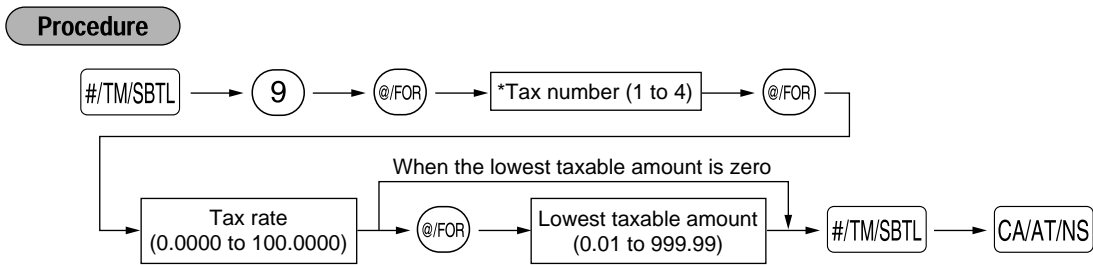 Procedure
#/TM/SBTL
9
@/FOR
*Tax number (1 to 4)
@/FOR
When the lowest taxable amount is zero
Tax rate
(0.0000 to 100.0000)
@/FOR
Lowest taxable amount
(0.01 to 999.99)
#/TM/SBTL
CA/AT/NS